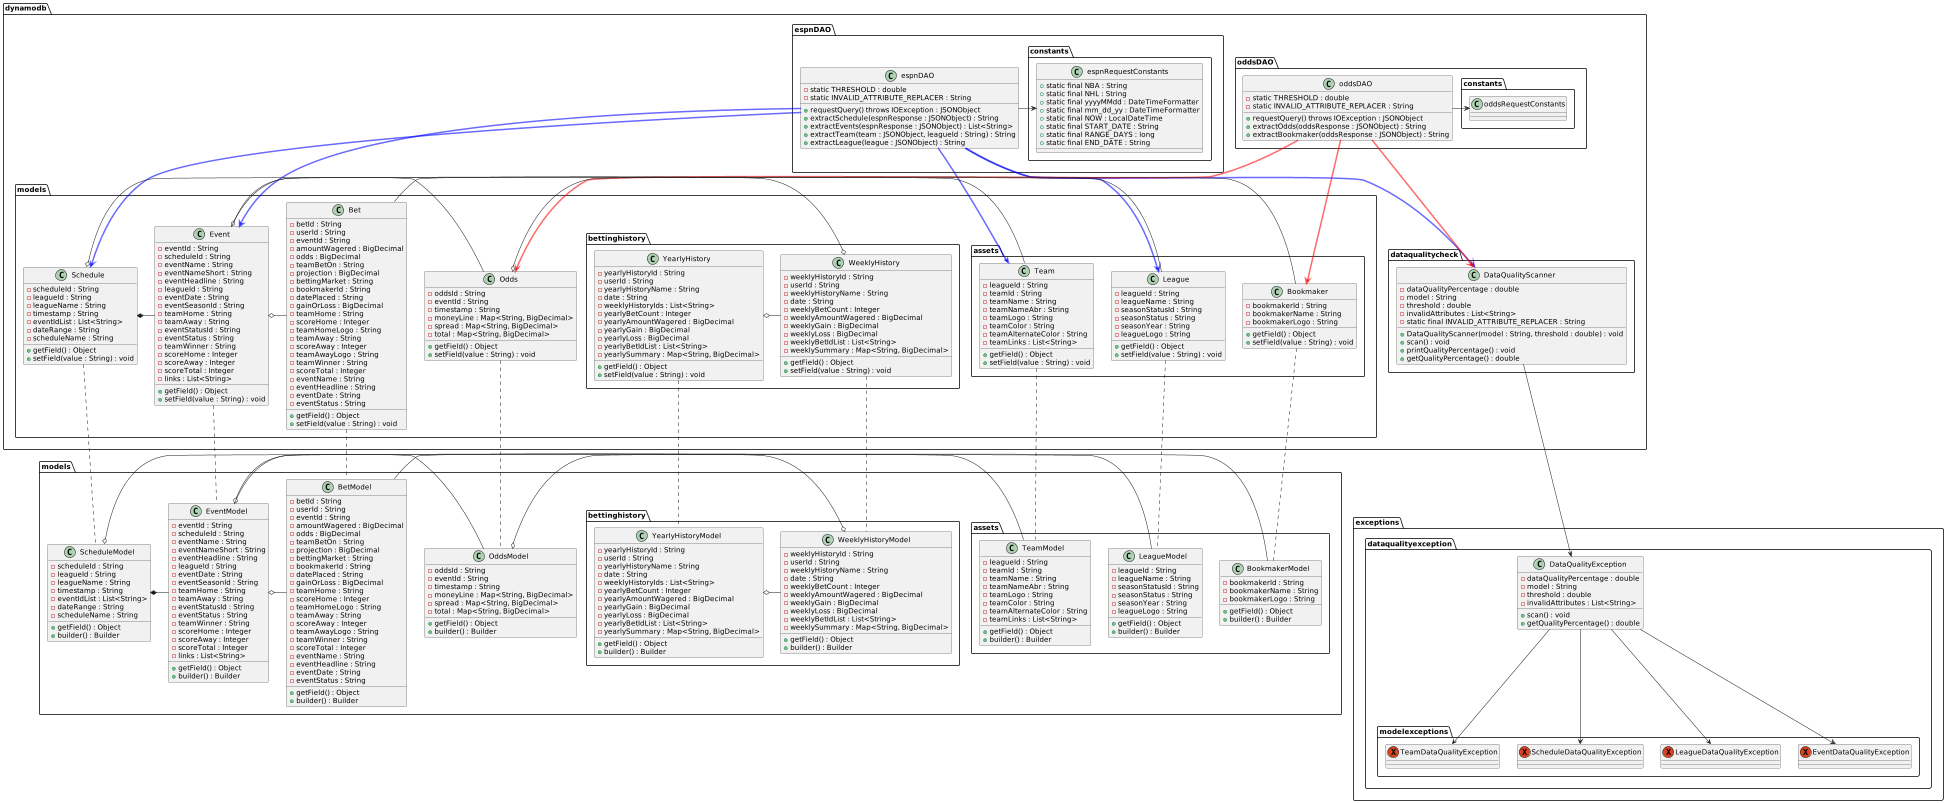 dynamodb
espnDAO
espnDAO
static THRESHOLD : double
static INVALID_ATTRIBUTE_REPLACER : String
requestQuery() throws IOException : JSONObject
extractSchedule(espnResponse : JSONObject) : String
extractEvents(espnResponse : JSONObject) : List<String>
extractTeam(team : JSONObject, leagueId : String) : String
extractLeague(league : JSONObject) : String
constants
espnRequestConstants
static final NBA : String
static final NHL : String
static final yyyyMMdd : DateTimeFormatter
static final mm_dd_yy : DateTimeFormatter
static final NOW : LocalDateTime
static final START_DATE : String
static final RANGE_DAYS : long
static final END_DATE : String
oddsDAO
oddsDAO
static THRESHOLD : double
static INVALID_ATTRIBUTE_REPLACER : String
requestQuery() throws IOException : JSONObject
extractOdds(oddsResponse : JSONObject) : String
extractBookmaker(oddsResponse : JSONObject) : String
constants
oddsRequestConstants
models
Schedule
scheduleId : String
leagueId : String
leagueName : String
timestamp : String
eventIdList : List<String>
dateRange : String
scheduleName : String
getField() : Object
setField(value : String) : void
Event
eventId : String
scheduleId : String
eventName : String
eventNameShort : String
eventHeadline : String
leagueId : String
eventDate : String
eventSeasonId : String
teamHome : String
teamAway : String
eventStatusId : String
eventStatus : String
teamWinner : String
scoreHome : Integer
scoreAway : Integer
scoreTotal : Integer
links : List<String>
getField() : Object
setField(value : String) : void
Bet
betId : String
userId : String
eventId : String
amountWagered : BigDecimal
odds : BigDecimal
teamBetOn : String
projection : BigDecimal
bettingMarket : String
bookmakerId : String
datePlaced : String
gainOrLoss : BigDecimal
teamHome : String
scoreHome : Integer
teamHomeLogo : String
teamAway : String
scoreAway : Integer
teamAwayLogo : String
teamWinner : String
scoreTotal : Integer
eventName : String
eventHeadline : String
eventDate : String
eventStatus : String
getField() : Object
setField(value : String) : void
Odds
oddsId : String
eventId : String
timestamp : String
moneyLine : Map<String, BigDecimal>
spread : Map<String, BigDecimal>
total : Map<String, BigDecimal>
getField() : Object
setField(value : String) : void
bettinghistory
YearlyHistory
yearlyHistoryId : String
userId : String
yearlyHistoryName : String
date : String
weeklyHistoryIds : List<String>
yearlyBetCount : Integer
yearlyAmountWagered : BigDecimal
yearlyGain : BigDecimal
yearlyLoss : BigDecimal
yearlyBetIdList : List<String>
yearlySummary : Map<String, BigDecimal>
getField() : Object
setField(value : String) : void
WeeklyHistory
weeklyHistoryId : String
userId : String
weeklyHistoryName : String
date : String
weeklyBetCount : Integer
weeklyAmountWagered : BigDecimal
weeklyGain : BigDecimal
weeklyLoss : BigDecimal
weeklyBetIdList : List<String>
weeklySummary : Map<String, BigDecimal>
getField() : Object
setField(value : String) : void
assets
Team
leagueId : String
teamId : String
teamName : String
teamNameAbr : String
teamLogo : String
teamColor : String
teamAlternateColor : String
teamLinks : List<String>
getField() : Object
setField(value : String) : void
League
leagueId : String
leagueName : String
seasonStatusId : String
seasonStatus : String
seasonYear : String
leagueLogo : String
getField() : Object
setField(value : String) : void
Bookmaker
bookmakerId : String
bookmakerName : String
bookmakerLogo : String
getField() : Object
setField(value : String) : void
dataqualitycheck
DataQualityScanner
dataQualityPercentage : double
model : String
threshold : double
invalidAttributes : List<String>
static final INVALID_ATTRIBUTE_REPLACER : String
DataQualityScanner(model : String, threshold : double) : void
scan() : void
printQualityPercentage() : void
getQualityPercentage() : double
models
ScheduleModel
scheduleId : String
leagueId : String
leagueName : String
timestamp : String
eventIdList : List<String>
dateRange : String
scheduleName : String
getField() : Object
builder() : Builder
EventModel
eventId : String
scheduleId : String
eventName : String
eventNameShort : String
eventHeadline : String
leagueId : String
eventDate : String
eventSeasonId : String
teamHome : String
teamAway : String
eventStatusId : String
eventStatus : String
teamWinner : String
scoreHome : Integer
scoreAway : Integer
scoreTotal : Integer
links : List<String>
getField() : Object
builder() : Builder
BetModel
betId : String
userId : String
eventId : String
amountWagered : BigDecimal
odds : BigDecimal
teamBetOn : String
projection : BigDecimal
bettingMarket : String
bookmakerId : String
datePlaced : String
gainOrLoss : BigDecimal
teamHome : String
scoreHome : Integer
teamHomeLogo : String
teamAway : String
scoreAway : Integer
teamAwayLogo : String
teamWinner : String
scoreTotal : Integer
eventName : String
eventHeadline : String
eventDate : String
eventStatus : String
getField() : Object
builder() : Builder
OddsModel
oddsId : String
eventId : String
timestamp : String
moneyLine : Map<String, BigDecimal>
spread : Map<String, BigDecimal>
total : Map<String, BigDecimal>
getField() : Object
builder() : Builder
bettinghistory
YearlyHistoryModel
yearlyHistoryId : String
userId : String
yearlyHistoryName : String
date : String
weeklyHistoryIds : List<String>
yearlyBetCount : Integer
yearlyAmountWagered : BigDecimal
yearlyGain : BigDecimal
yearlyLoss : BigDecimal
yearlyBetIdList : List<String>
yearlySummary : Map<String, BigDecimal>
getField() : Object
builder() : Builder
WeeklyHistoryModel
weeklyHistoryId : String
userId : String
weeklyHistoryName : String
date : String
weeklyBetCount : Integer
weeklyAmountWagered : BigDecimal
weeklyGain : BigDecimal
weeklyLoss : BigDecimal
weeklyBetIdList : List<String>
weeklySummary : Map<String, BigDecimal>
getField() : Object
builder() : Builder
assets
TeamModel
leagueId : String
teamId : String
teamName : String
teamNameAbr : String
teamLogo : String
teamColor : String
teamAlternateColor : String
teamLinks : List<String>
getField() : Object
builder() : Builder
LeagueModel
leagueId : String
leagueName : String
seasonStatusId : String
seasonStatus : String
seasonYear : String
leagueLogo : String
getField() : Object
builder() : Builder
BookmakerModel
bookmakerId : String
bookmakerName : String
bookmakerLogo : String
getField() : Object
builder() : Builder
exceptions
dataqualityexception
DataQualityException
dataQualityPercentage : double
model : String
threshold : double
invalidAttributes : List<String>
scan() : void
getQualityPercentage() : double
modelexceptions
TeamDataQualityException
ScheduleDataQualityException
LeagueDataQualityException
EventDataQualityException